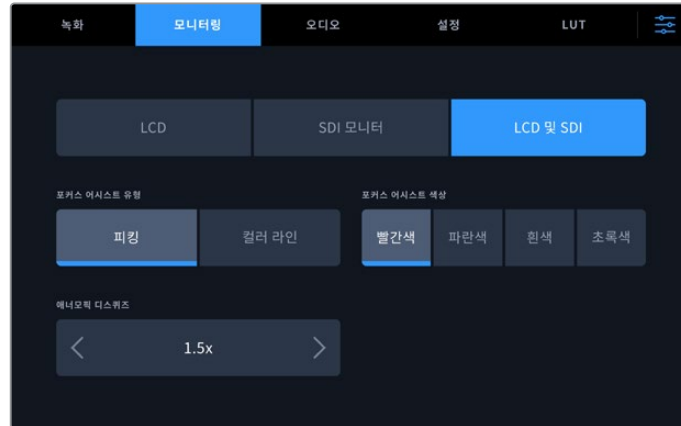 녹화 모니터링 오디오 설정 LUT
LCD SDI 모니터 LCD 및 SDI
포커스 어시스트 유형 포커스 어시스트 색상
피킹 컬러 라인 빨간색 파란색 흰색 초록색
애너모픽 디스퀴즈
1.5x